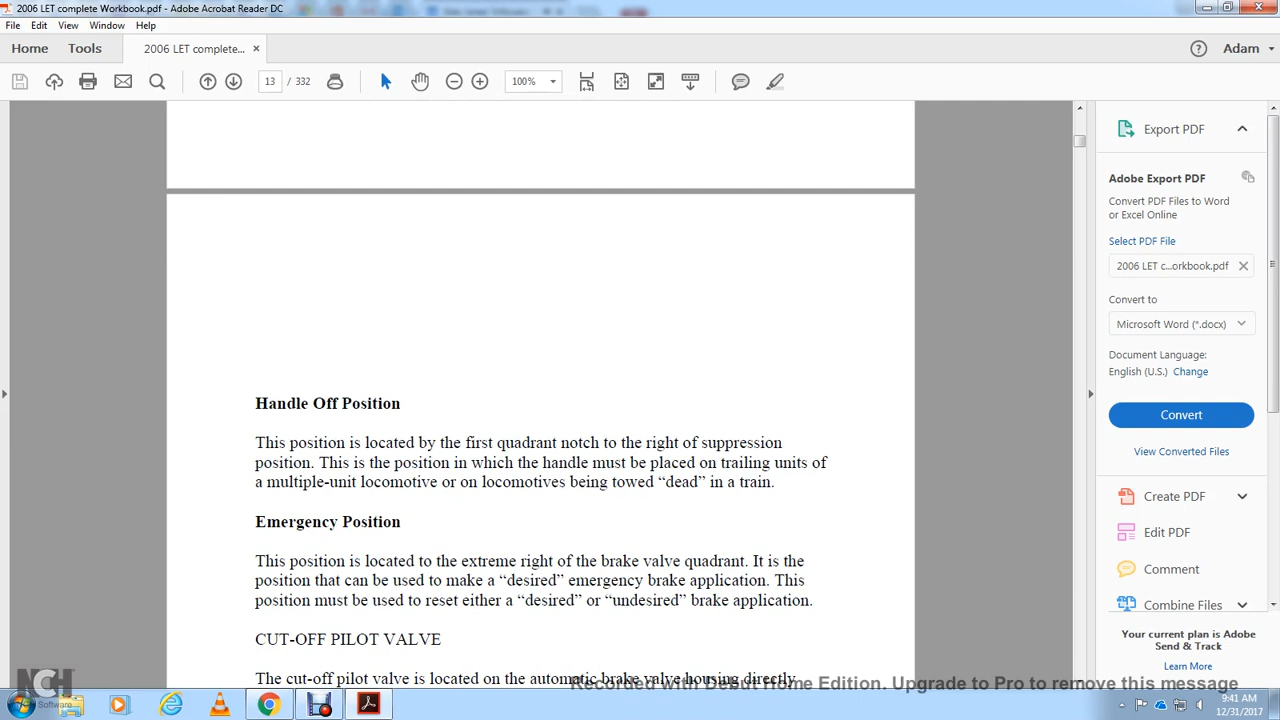 2006 LET complete Workbook.pdf - Adobe Acrobat Reader DC
File Edit View Window Help
Home Tools 2006 LET complete... × Adam
13 / 332 100%
Export PDF
Adobe Export PDF
Convert PDF Files to Word
or Excel Online
Select PDF File
2006 LET c...orkbook.pdf
Convert to
Microsoft Word (*.docx)
Document Language:
English (U.S.) Change
Convert
View Converted Files
Create PDF
Edit PDF
Comment
Combine Files
Your current plan is Adobe
Send & Track
Learn More
Handle Off Position
This position is located by the first quadrant notch to the right of suppression
position. This is the position in which the handle must be placed on trailing units of
a multiple-unit locomotive or on locomotives being towed “dead” in a train.
Emergency Position
This position is located to the extreme right of the brake valve quadrant. It is the
position that can be used to make a “desired” emergency brake application. This
position must be used to reset either a “desired” or “undesired” brake application.
CUT-OFF PILOT VALVE
The cut-off pilot valve is located on the automatic brake valve housing directly
Recorded with Debut Home Edition. Upgrade to Pro to remove this message
NCH
9:41 AM
12/31/2017